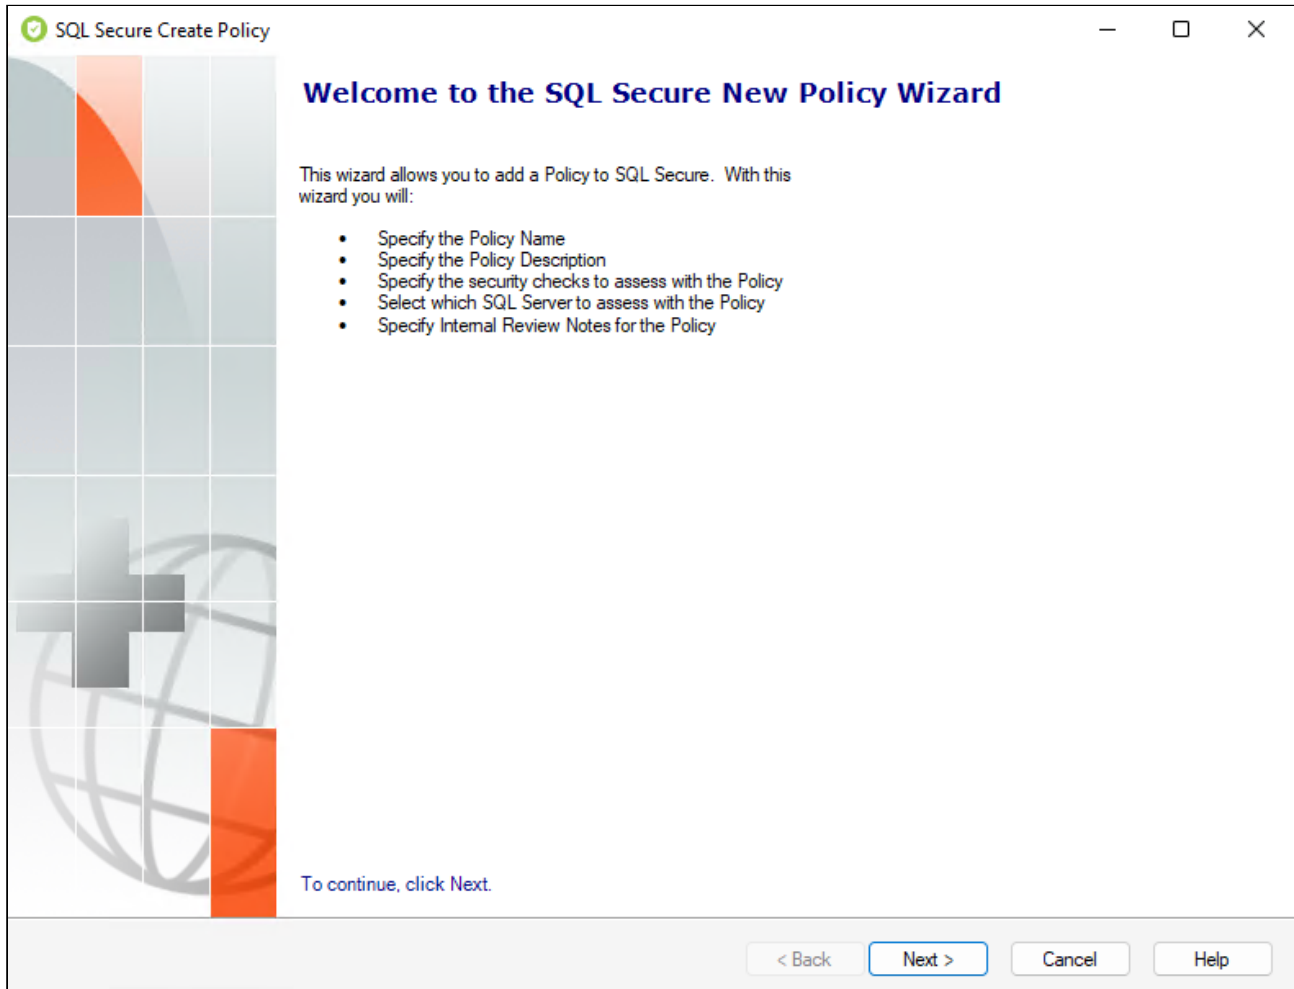 SQL Secure Create Policy
Welcome to the SQL Secure New Policy Wizard
This wizard allows you to add a Policy to SQL Secure.  With this
wizard you will:
• Specify the Policy Name
• Specify the Policy Description
• Specify the security checks to assess with the Policy
• Select which SQL Server to assess with the Policy
• Specify Internal Review Notes for the Policy
To continue, click Next.
< Back Next > Cancel Help